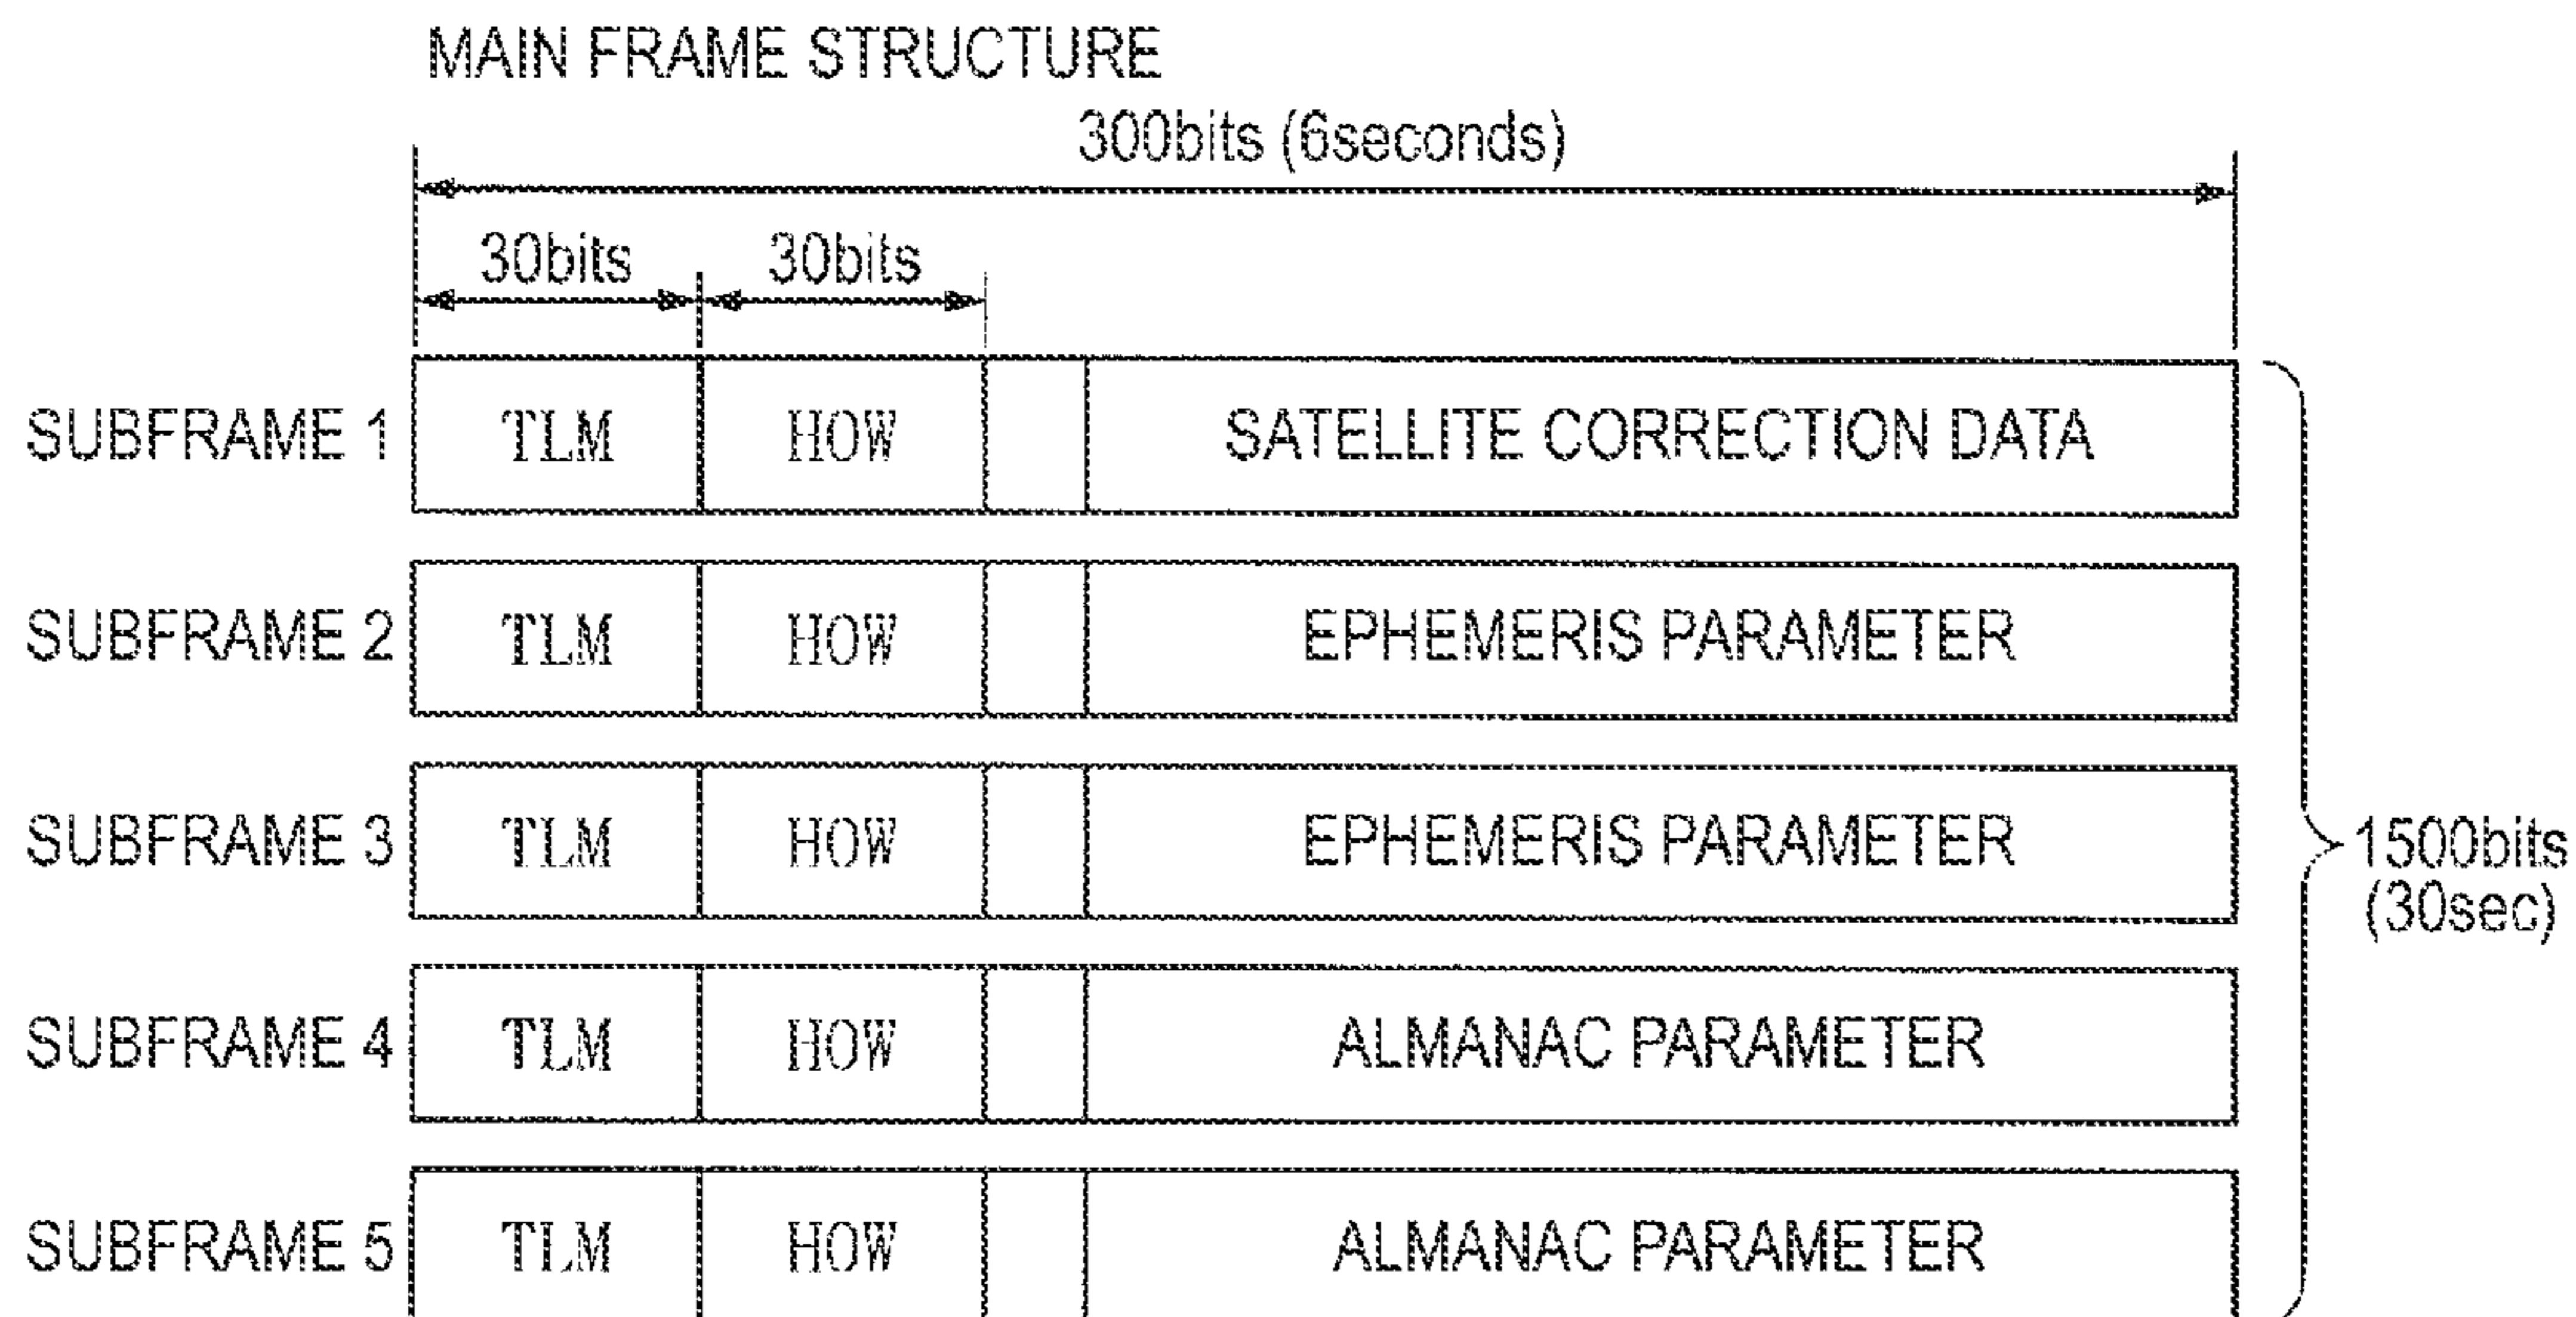 MAIN FRAME STRUCTURE
300bits (6seconds)
30bits 30bits
SUBFRAME 1 TLM HOW SATELLITE CORRECTION DATA
SUBFRAME 2 TLM HOW EPHEMERIS PARAMETER
SUBFRAME 3 TLM HOW EPHEMERIS PARAMETER
1500bits
(30sec)
SUBFRAME 4 TLM HOW ALMANAC PARAMETER
SUBFRAME 5 TLM HOW ALMANAC PARAMETER